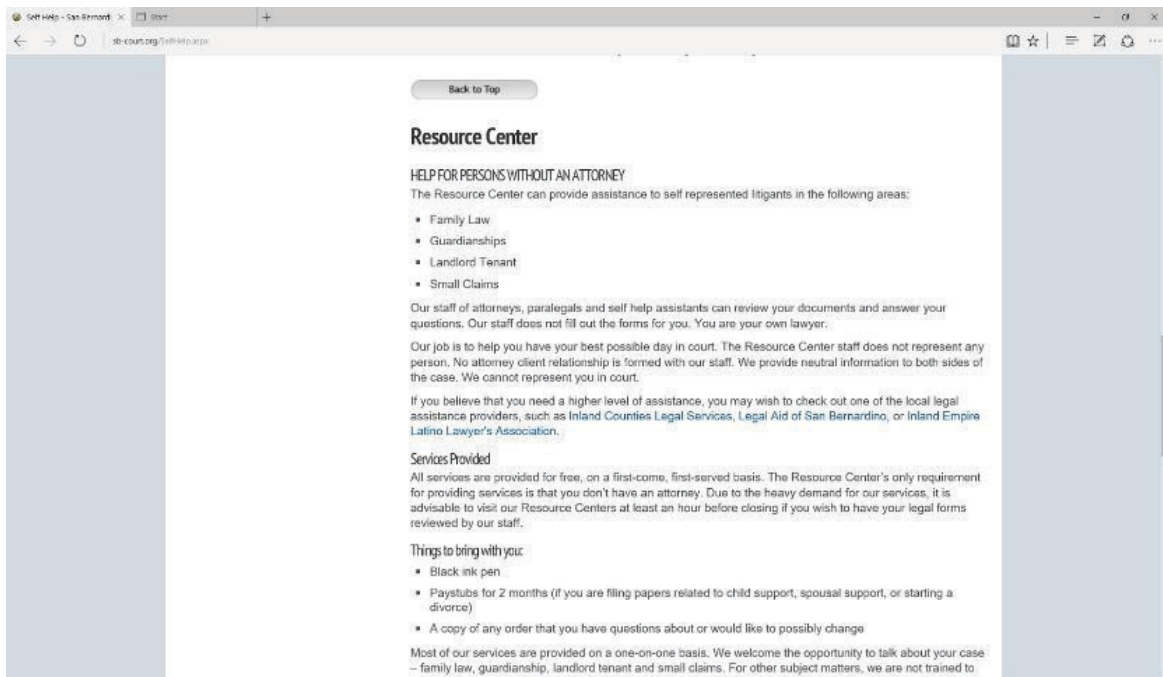 Self Help - San Bernardi
Start
sb-court.org/SelfHelp.aspx
Back to Top
Resource Center
HELP FOR PERSONS WITHOUT AN ATTORNEY
The Resource Center can provide assistance to self represented litigants in the following areas:
Family Law
Guardianships
Landlord Tenant
Small Claims
Our staff of attorneys, paralegals and self help assistants can review your documents and answer your
questions. Our staff does not fill out the forms for you. You are your own lawyer.
Our job is to help you have your best possible day in court. The Resource Center staff does not represent any
person. No attorney client relationship is formed with our staff. We provide neutral information to both sides of
the case. We cannot represent you in court.
If you believe that you need a higher level of assistance, you may wish to check out one of the local legal
assistance providers, such as Inland Counties Legal Services, Legal Aid of San Bernardino, or Inland Empire
Latino Lawyer's Association.
Services Provided
All services are provided for free, on a first-come, first-served basis. The Resource Center's only requirement
for providing services is that you don't have an attorney. Due to the heavy demand for our services, it is
advisable to visit our Resource Centers at least an hour before closing if you wish to have your legal forms
reviewed by our staff.
Things to bring with you:
Black ink pen
Paystubs for 2 months (if you are filing papers related to child support, spousal support, or starting a
divorce)
A copy of any order that you have questions about or would like to possibly change
Most of our services are provided on a one-on-one basis. We welcome the opportunity to talk about your case
– family law, guardianship, landlord tenant and small claims. For other subject matters, we are not trained to